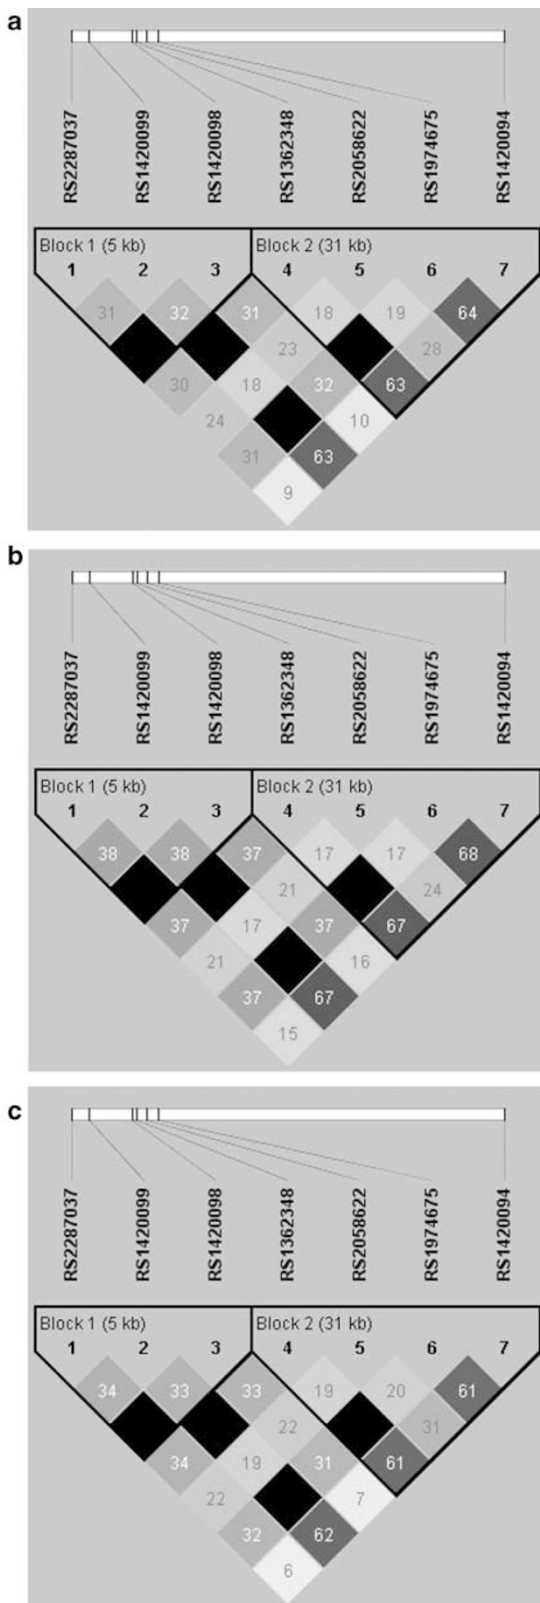 a
RS2287037
RS1420099
RS1420098
RS1362348
RS2058622
RS1974675
RS1420094
Block 1 (5 kb) Block 2 (31 kb)
1 2 3 4 5 6 7
31 32 31 18 19 64
23 28
30 18 32 63
24 10
31 63
9
b
RS2287037
RS1420099
RS1420098
RS1362348
RS2058622
RS1974675
RS1420094
Block 1 (5 kb) Block 2 (31 kb)
1 2 3 4 5 6 7
38 38 37 17 17 68
21 24
37 17 37 67
21 16
37 67
15
c
RS2287037
RS1420099
RS1420098
RS1362348
RS2058622
RS1974675
RS1420094
Block 1 (5 kb) Block 2 (31 kb)
1 2 3 4 5 6 7
34 33 33 19 20 61
22 31
34 19 31 61
22 7
32 62
6